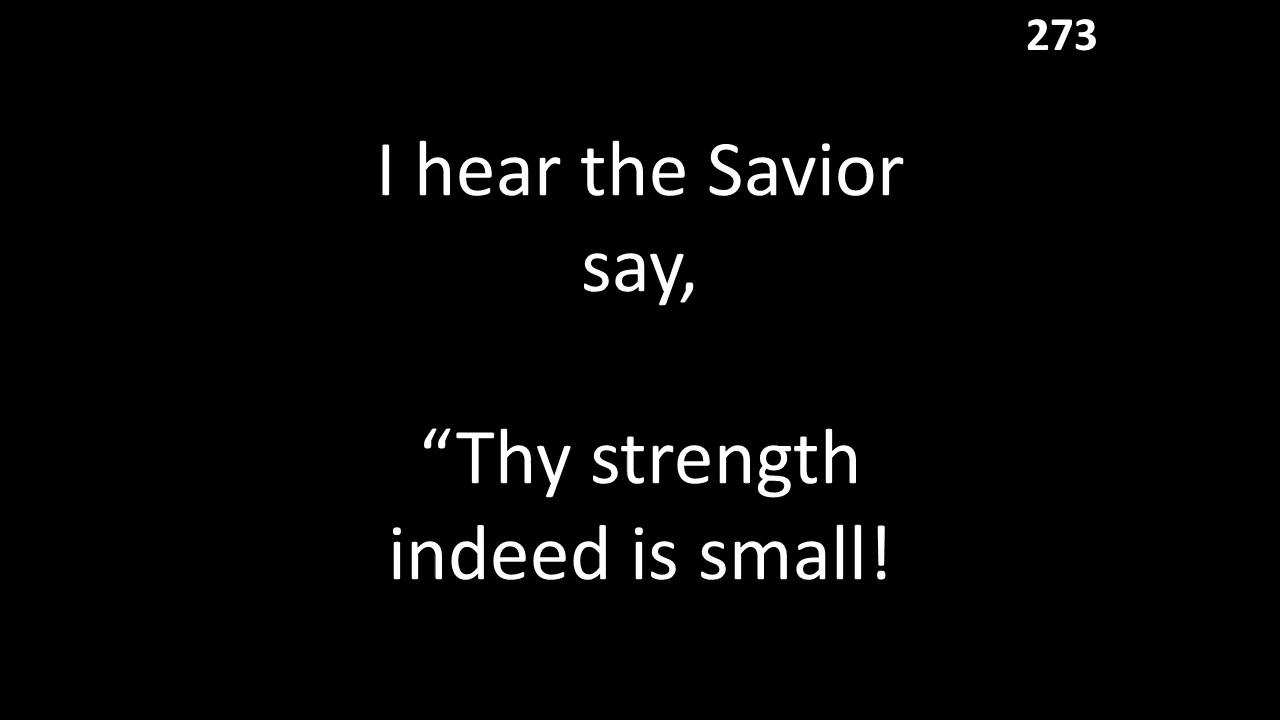 273
I hear the Savior
say,
“Thy strength
indeed is small!